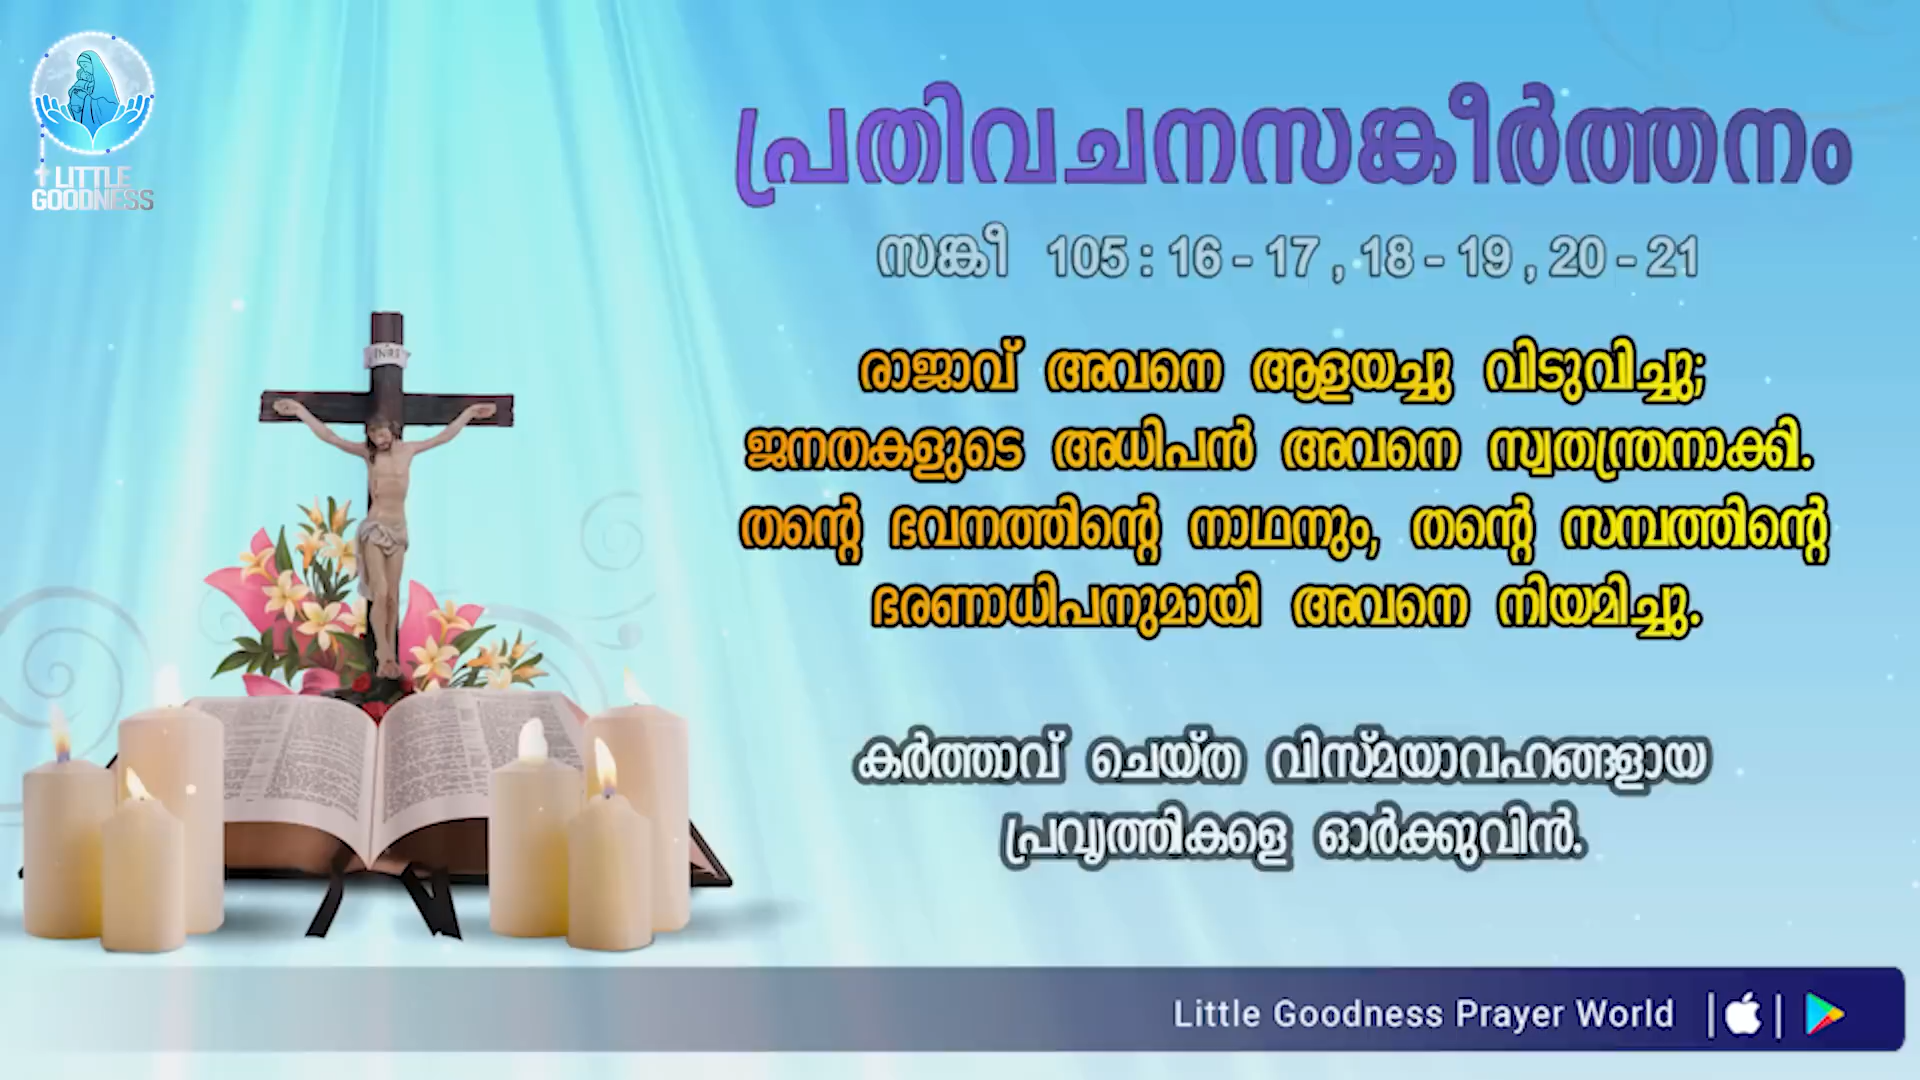 LITTLE
GOODNESS
പ്രതിവചനസങ്കീർത്തനം
സങ്കീ 105 : 16 - 17 , 18 - 19 , 20 - 21
രാജാവ് അവനെ ആളയച്ചു വിടുവിച്ചു;
ജനതകളുടെ അധിപൻ അവനെ സ്വതന്ത്രനാക്കി.
തന്റെ ഭവനത്തിന്റെ നാഥനും, തന്റെ സമ്പത്തിന്റെ
ഭരണാധിപനുമായി അവനെ നിയമിച്ചു.
കർത്താവ് ചെയ്ത വിസ്മയാവഹങ്ങളായ
പ്രവൃത്തികളെ ഓർക്കുവിൻ.
INRI
Little Goodness Prayer World